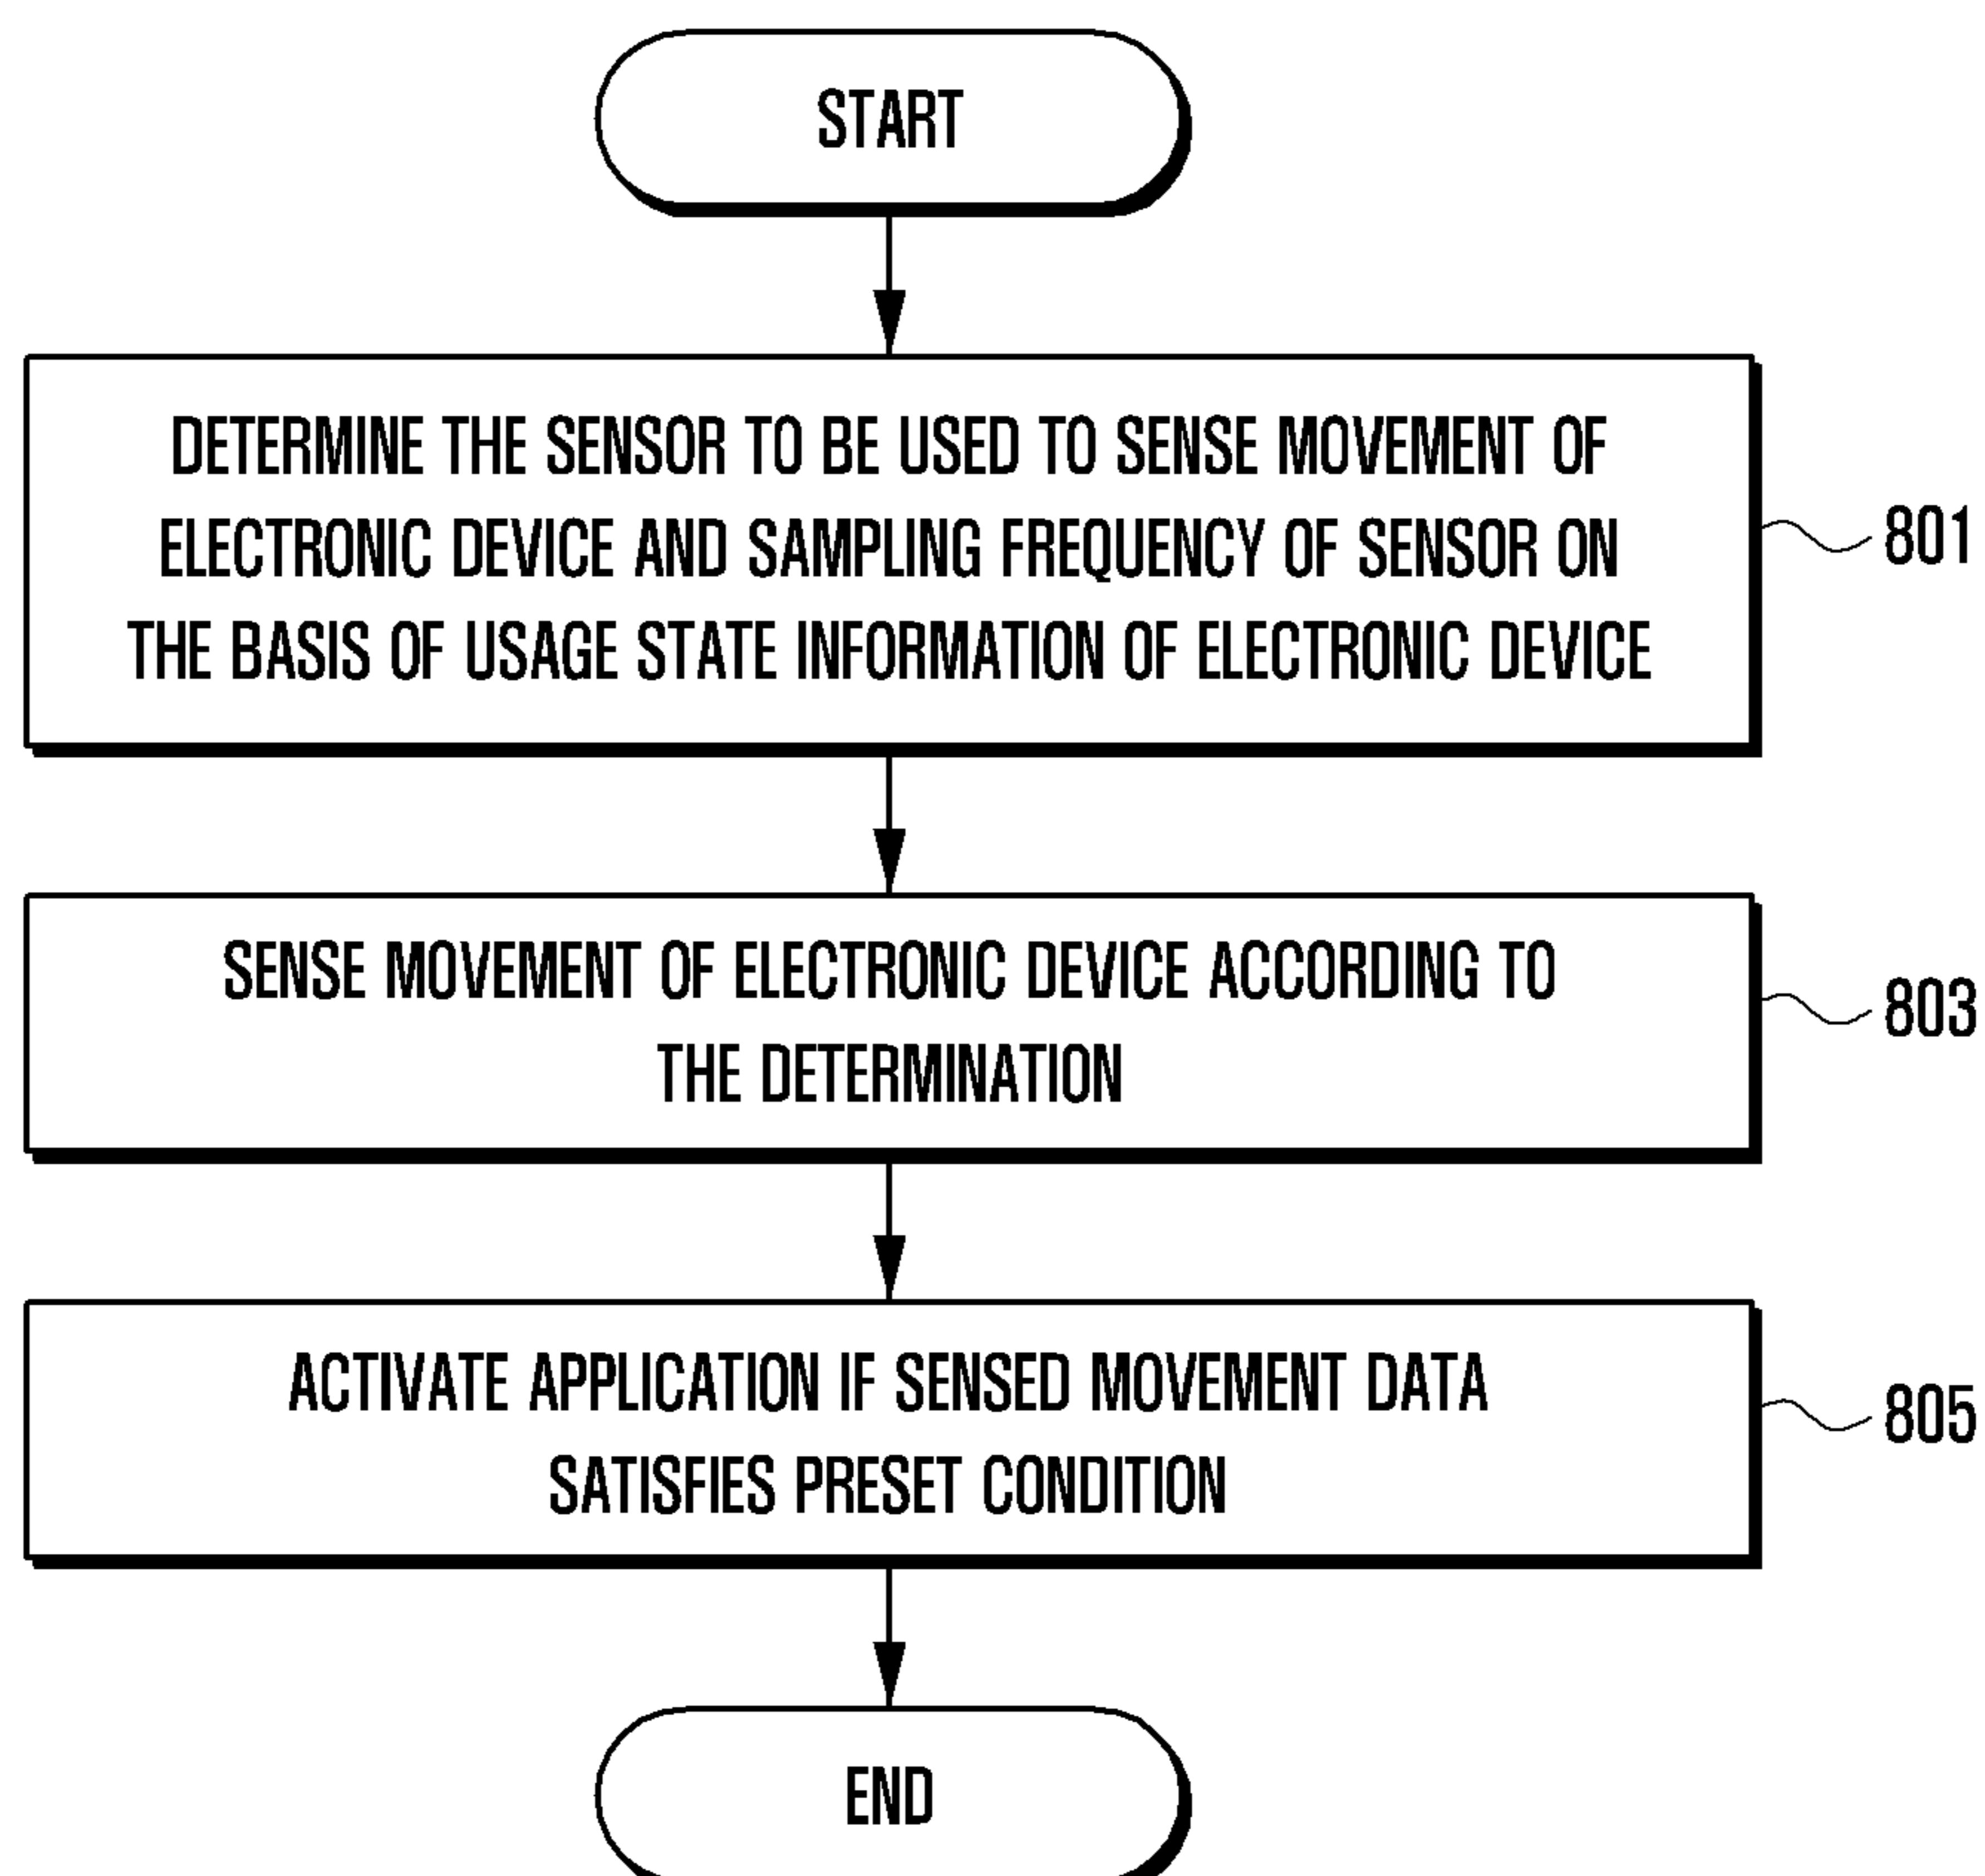 START
DETERMINE THE SENSOR TO BE USED TO SENSE MOVEMENT OF
ELECTRONIC DEVICE AND SAMPLING FREQUENCY OF SENSOR ON
THE BASIS OF USAGE STATE INFORMATION OF ELECTRONIC DEVICE
801
SENSE MOVEMENT OF ELECTRONIC DEVICE ACCORDING TO
THE DETERMINATION
803
ACTIVATE APPLICATION IF SENSED MOVEMENT DATA
SATISFIES PRESET CONDITION
805
END